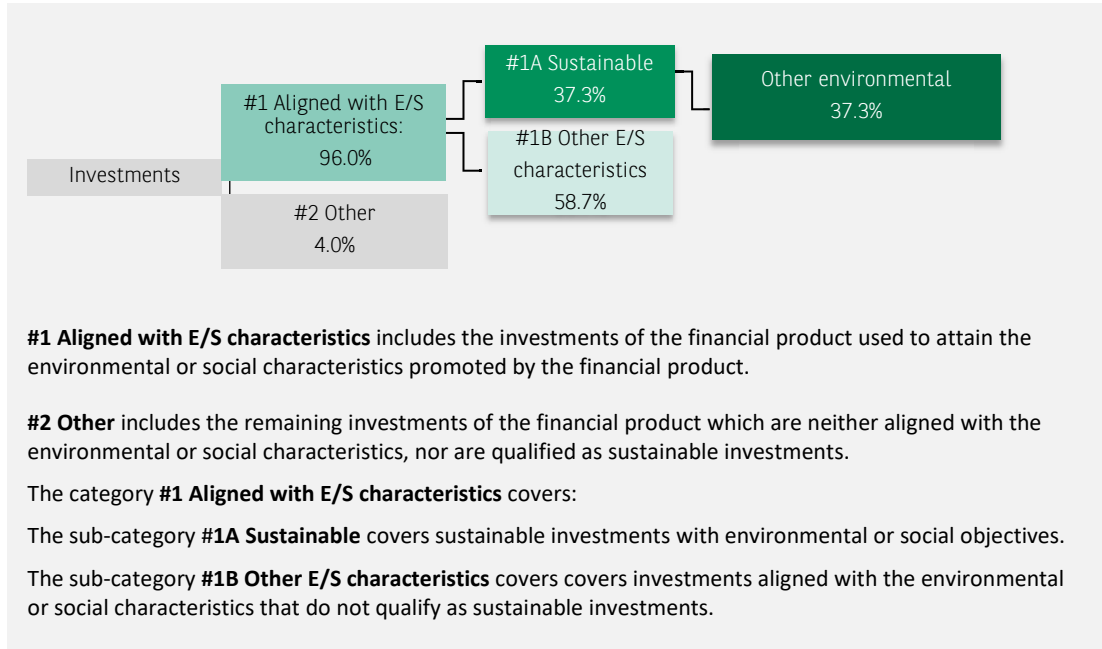 #1A Sustainable
37.3%
Other environmental
37.3%
#1 Aligned with E/S
characteristics:
96.0%
#1B Other E/S
characteristics
58.7%
Investments
#2 Other
4.0%
#1 Aligned with E/S characteristics includes the investments of the financial product used to attain the
environmental or social characteristics promoted by the financial product.
#2 Other includes the remaining investments of the financial product which are neither aligned with the
environmental or social characteristics, nor are qualified as sustainable investments.
The category #1 Aligned with E/S characteristics covers:
The sub-category #1A Sustainable covers sustainable investments with environmental or social objectives.
The sub-category #1B Other E/S characteristics covers covers investments aligned with the environmental
or social characteristics that do not qualify as sustainable investments.